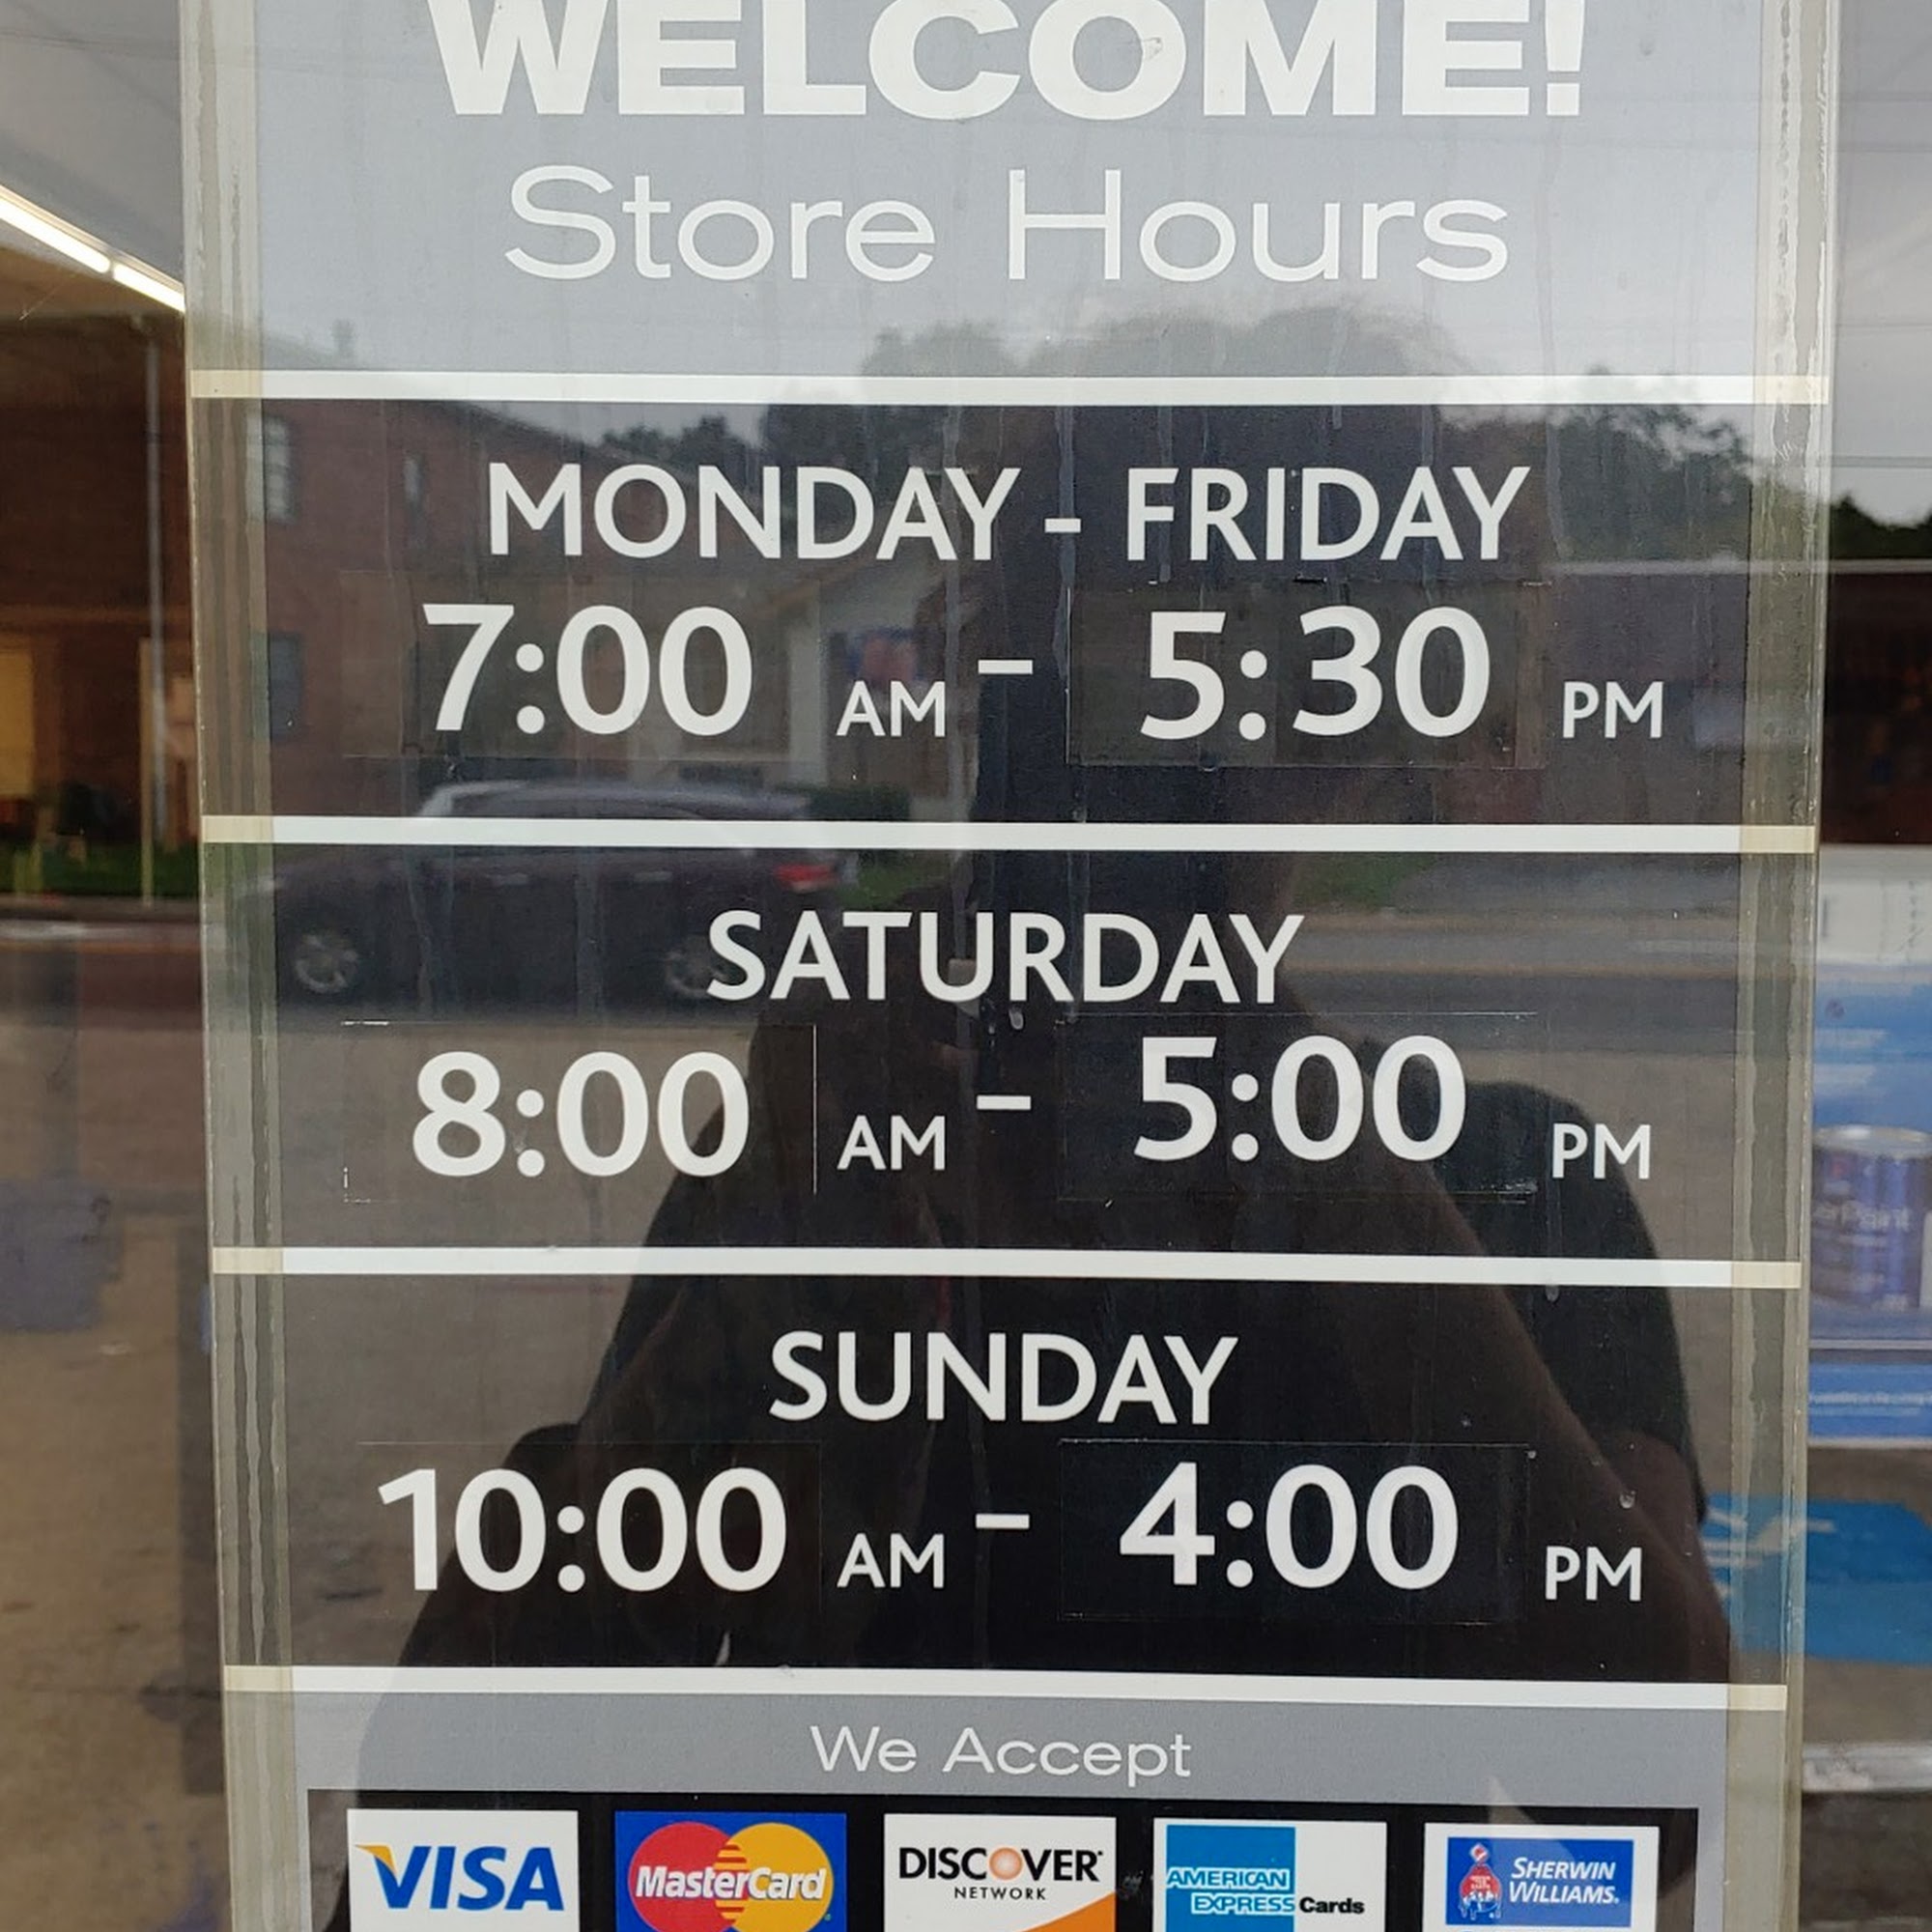 WELCOME!
Store Hours
MONDAY - FRIDAY
7:00 AM - 5:30 PM
SATURDAY
8:00 AM - 5:00 PM
SUNDAY
10:00 AM - 4:00 PM
We Accept
VISA
MasterCard
DISCOVER
NETWORK
AMERICAN
EXPRESS Cards
SHERWIN
WILLIAMS.